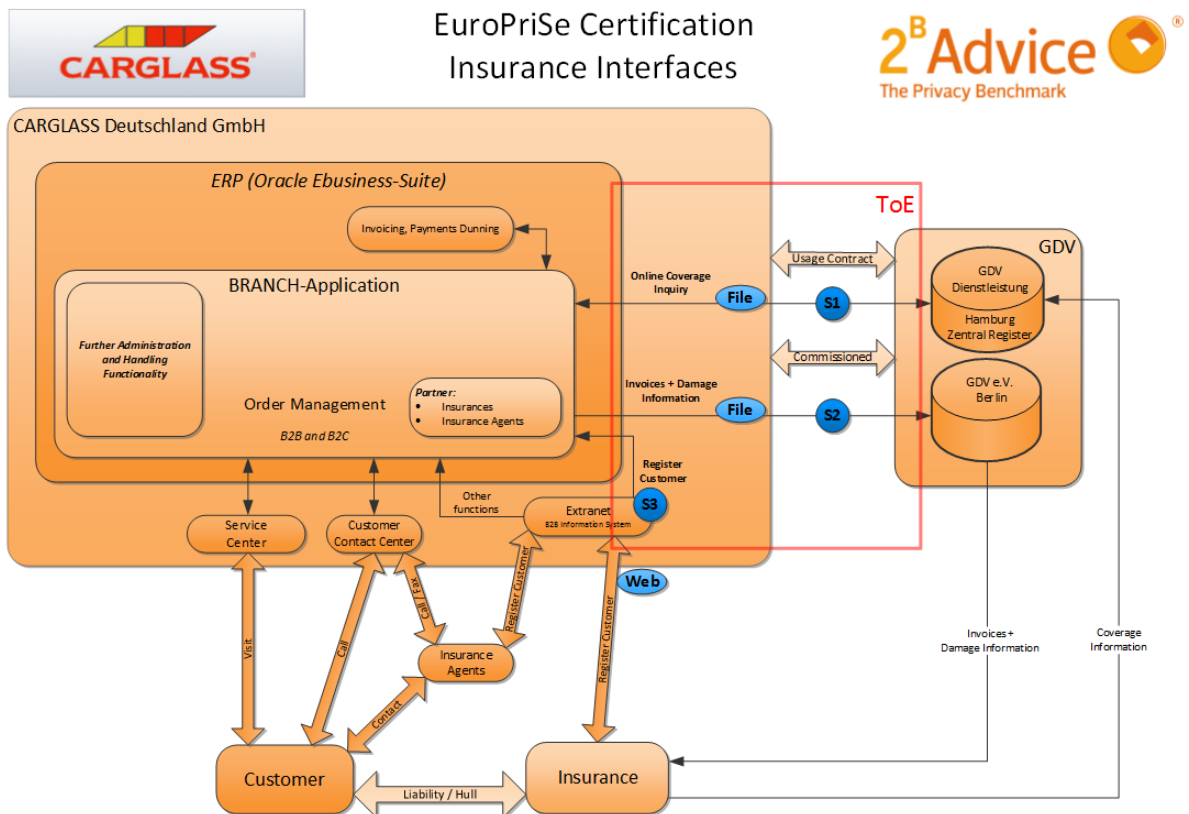 CARGLASS®
EuroPriSe Certification
Insurance Interfaces
2B Advice ®
The Privacy Benchmark
CARGLASS Deutschland GmbH
ERP (Oracle Ebusiness-Suite)
ToE
Invoicing, Payments Dunning
Usage Contract
GDV
BRANCH-Application
Online Coverage
Inquiry
File
S1
GDV
Dienstleistung
Hamburg
Zentral Register
Further Administration
and Handling
Functionality
Commissioned
Order Management
B2B and B2C
Partner:
• Insurances
• Insurance Agents
Invoices + Damage
Information
File
S2
GDV e.V.
Berlin
Register
Customer
Other
functions
S3
Extranet
B2B Information System
Service
Center
Customer
Contact Center
Web
Visit
Call
Call / Fax
Register Customer
Register Customer
Insurance
Agents
Contact
Invoices +
Damage Information
Coverage
Information
Customer
Liability / Hull
Insurance